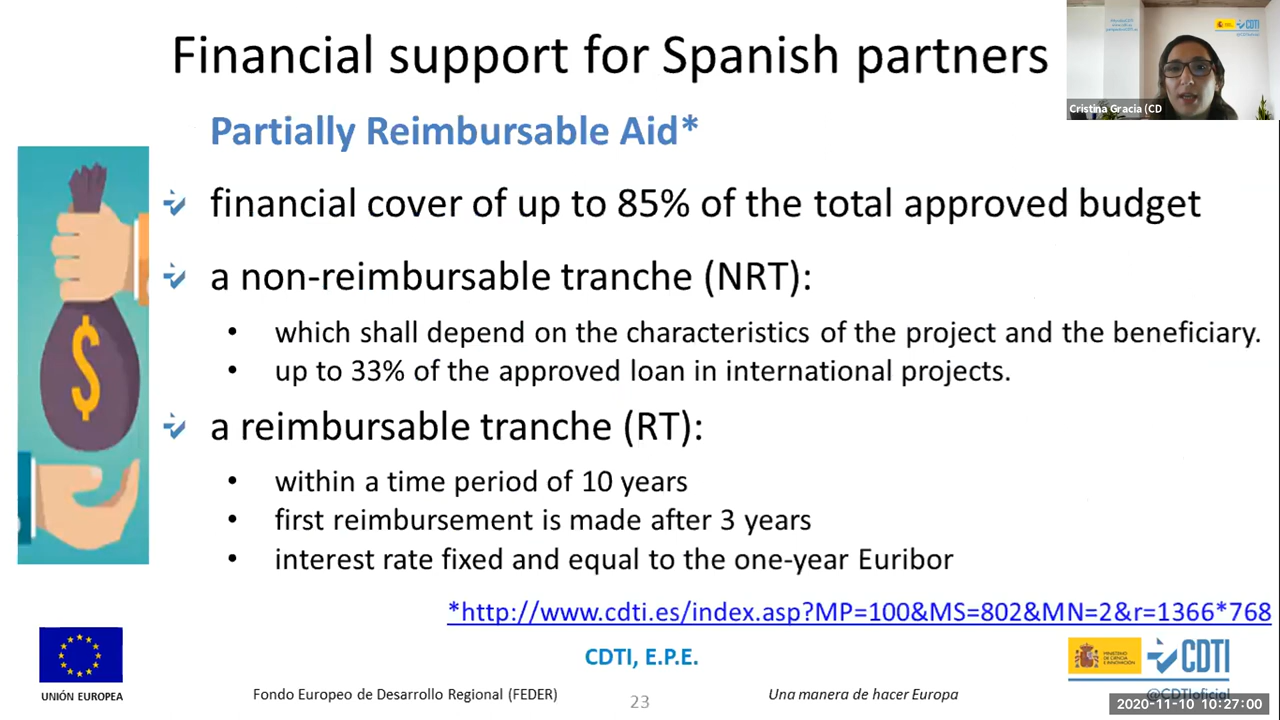 Financial support for Spanish partners
Cristina Gracia (CD
Partially Reimbursable Aid*
financial cover of up to 85% of the total approved budget
a non-reimbursable tranche (NRT):
• which shall depend on the characteristics of the project and the beneficiary.
• up to 33% of the approved loan in international projects.
a reimbursable tranche (RT):
• within a time period of 10 years
• first reimbursement is made after 3 years
• interest rate fixed and equal to the one-year Euribor
$
*http://www.cdti.es/index.asp?MP=100&MS=802&MN=2&r=1366*768
CDTI, E.P.E.
UNIÓN EUROPEA
Fondo Europeo de Desarrollo Regional (FEDER)
23
Una manera de hacer Europa
MINISTERIO
DE CIENCIA
E INNOVACIÓN
CDTI
@CDTIoficial
2020-11-10 10:27:00
CDTI